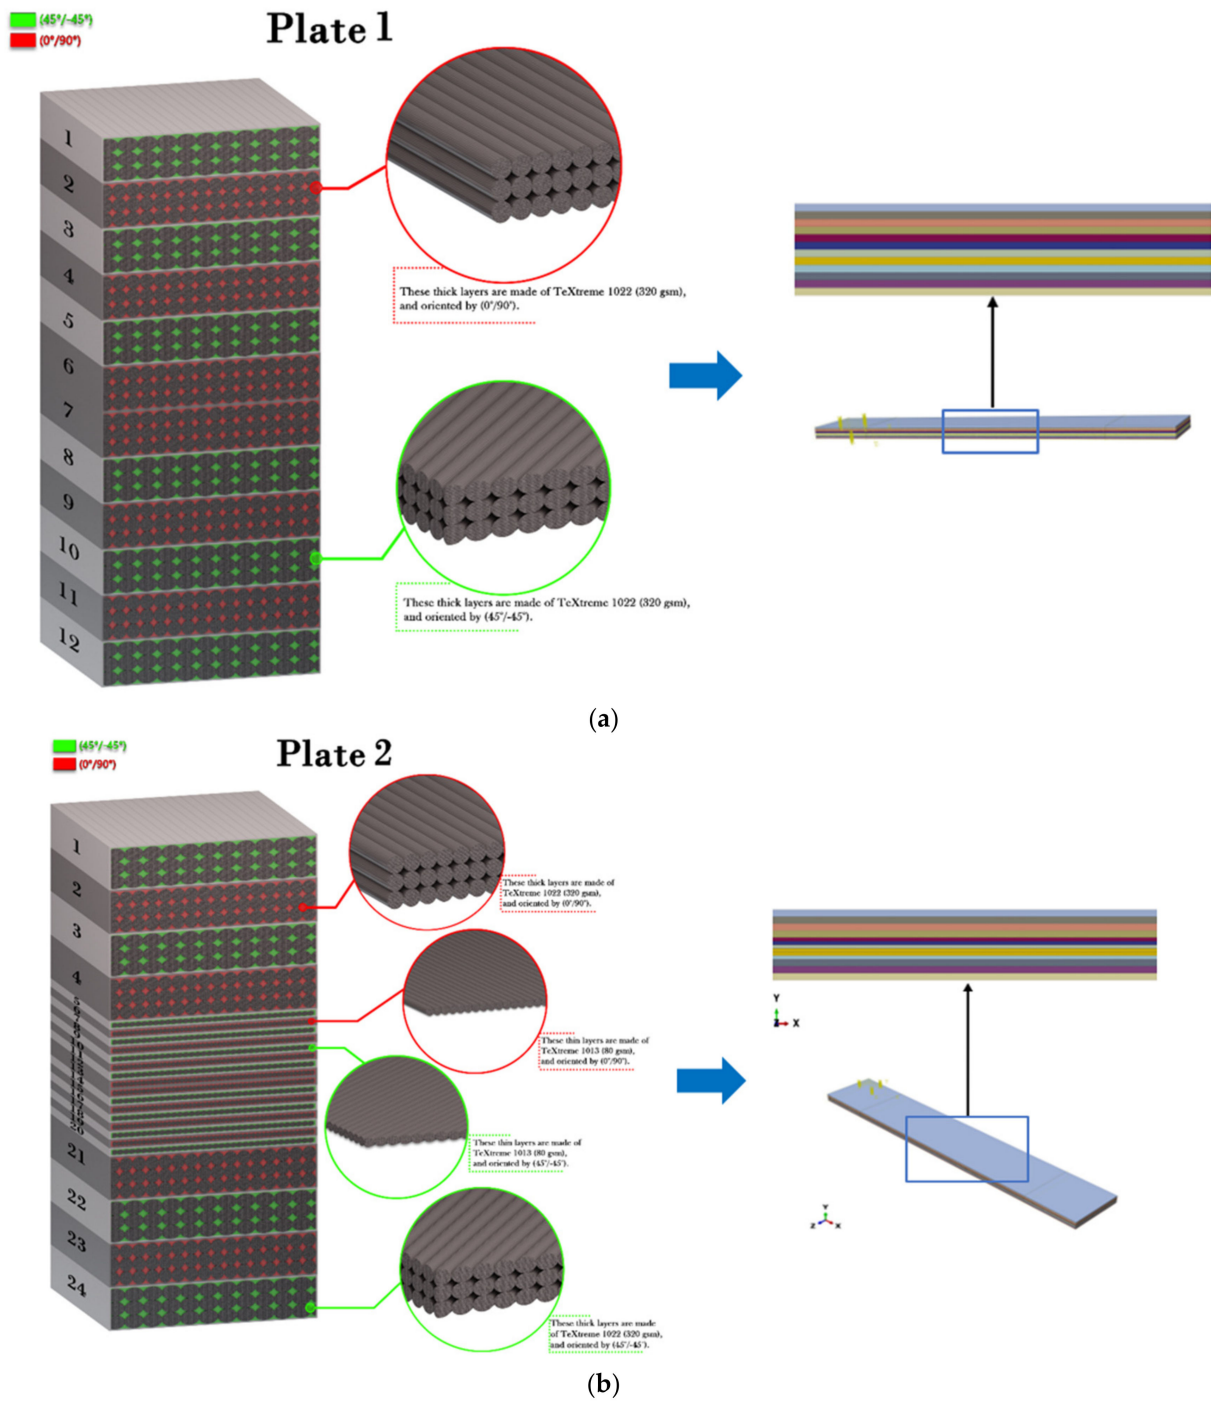 (45°/-45°)
(0°/90°)
Plate 1
1
2
3
4
5
6
7
8
9
10
11
12
These thick layers are made of TeXtreme 1022 (320 gsm),
and oriented by (0°/90°).
These thick layers are made of TeXtreme 1022 (320 gsm),
and oriented by (45°/-45°).
(a)
(45°/-45°)
(0°/90°)
Plate 2
1
2
3
4
21
22
23
24
These thick layers are made of
TeXtreme 1022 (320 gsm),
and oriented by (0°/90°).
These thin layers are made of
TeXtreme 1013 (80 gsm),
and oriented by (0°/90°).
These thin layers are made of
TeXtreme 1013 (80 gsm),
and oriented by (45°/-45°).
These thick layers are made
of TeXtreme 1022 (320 gsm),
and oriented by (45°/-45°).
Y
Z
X
Y
Z
X
(b)